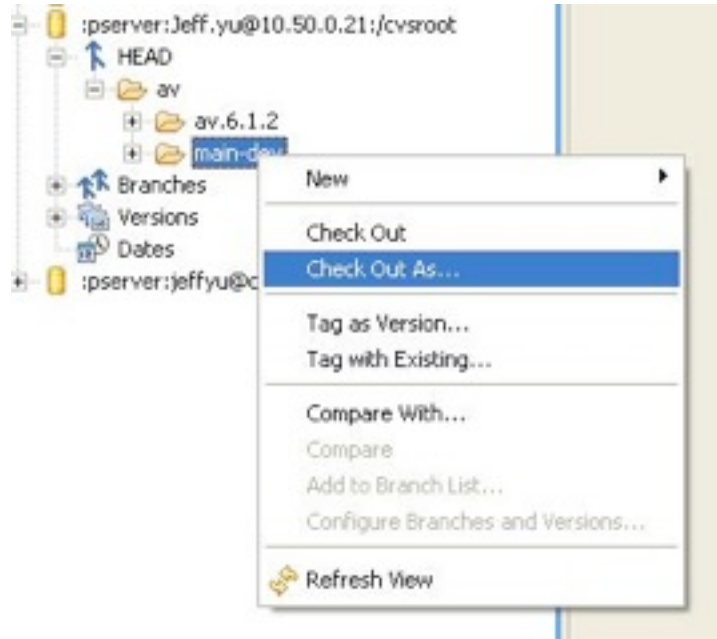 :pserver:Jeff.yu@10.50.0.21:/cvsroot
HEAD
av
av.6.1.2
main-dev
Branches
Versions
Dates
:pserver:jeffyu@c
New
Check Out
Check Out As...
Tag as Version...
Tag with Existing...
Compare With...
Compare
Add to Branch List...
Configure Branches and Versions...
Refresh View